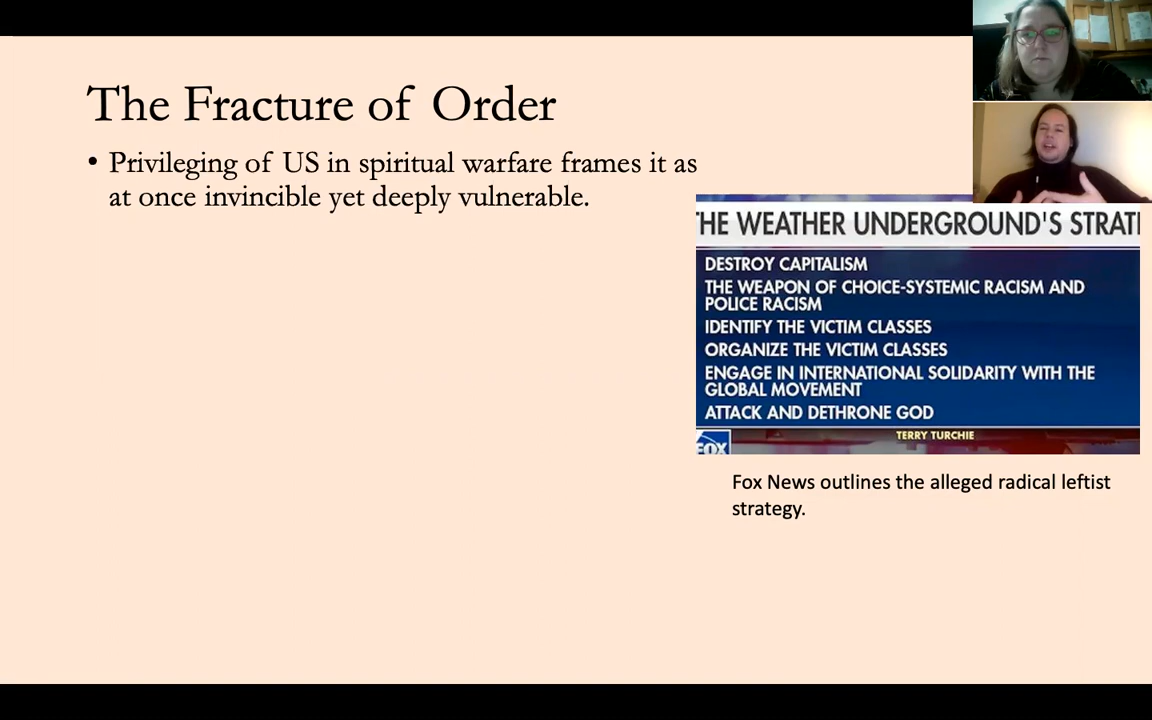 The Fracture of Order
• Privileging of US in spiritual warfare frames it as
at once invincible yet deeply vulnerable.
HE WEATHER UNDERGROUND'S STRAT
DESTROY CAPITALISM
THE WEAPON OF CHOICE-SYSTEMIC RACISM AND
POLICE RACISM
IDENTIFY THE VICTIM CLASSES
ORGANIZE THE VICTIM CLASSES
ENGAGE IN INTERNATIONAL SOLIDARITY WITH THE
GLOBAL MOVEMENT
ATTACK AND DETHRONE GOD
TERRY TURCHIE
FOX
Fox News outlines the alleged radical leftist
strategy.